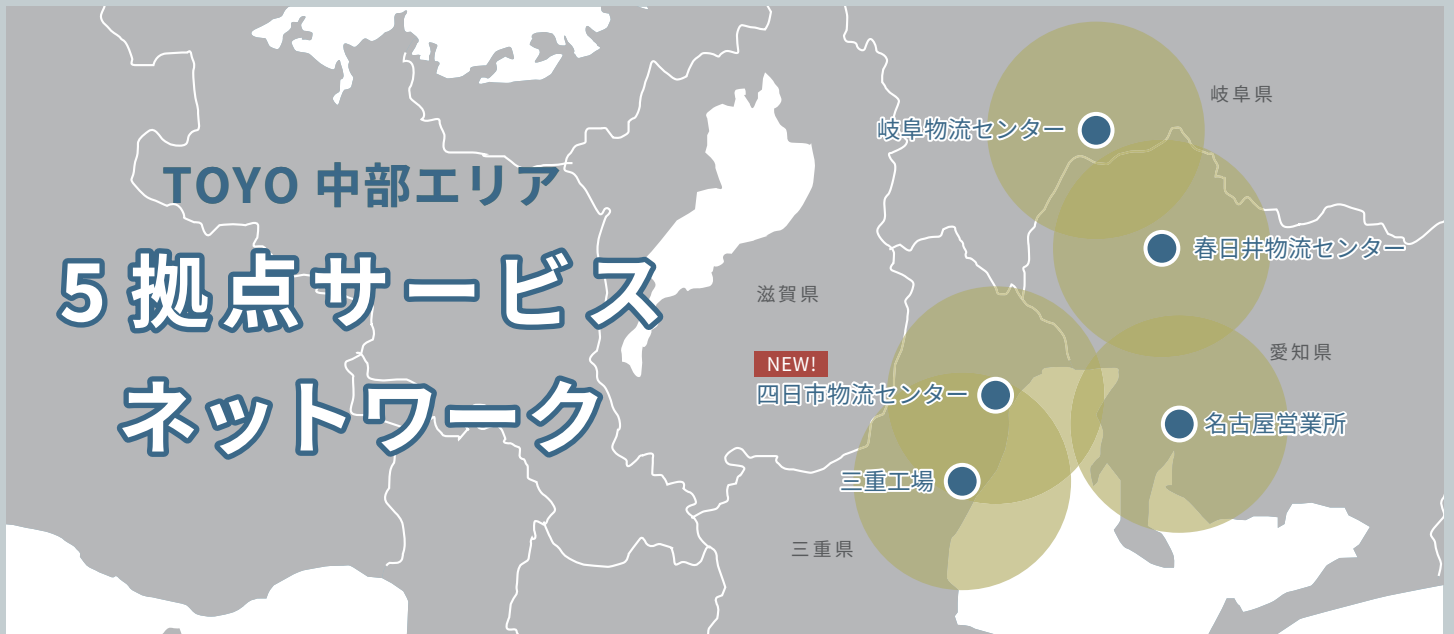 TOYO 中部エリア
5拠点サービス
ネットワーク
岐阜県
岐阜物流センター
春日井物流センター
滋賀県
愛知県
NEW!
四日市物流センター
名古屋営業所
三重工場
三重県